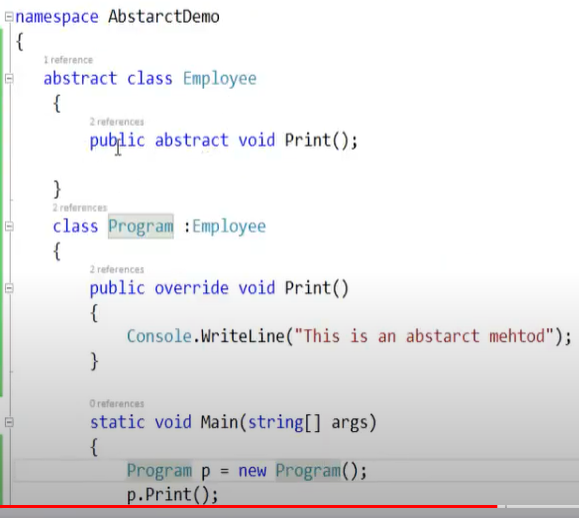 namespace AbstarctDemo
{
1 reference
abstract class Employee
{
2 references
public abstract void Print();
}
2 references
class Program :Employee
{
2 references
public override void Print()
{
Console.WriteLine("This is an abstarct mehtod");
}
0 references
static void Main(string[] args)
{
Program p = new Program();
p.Print();